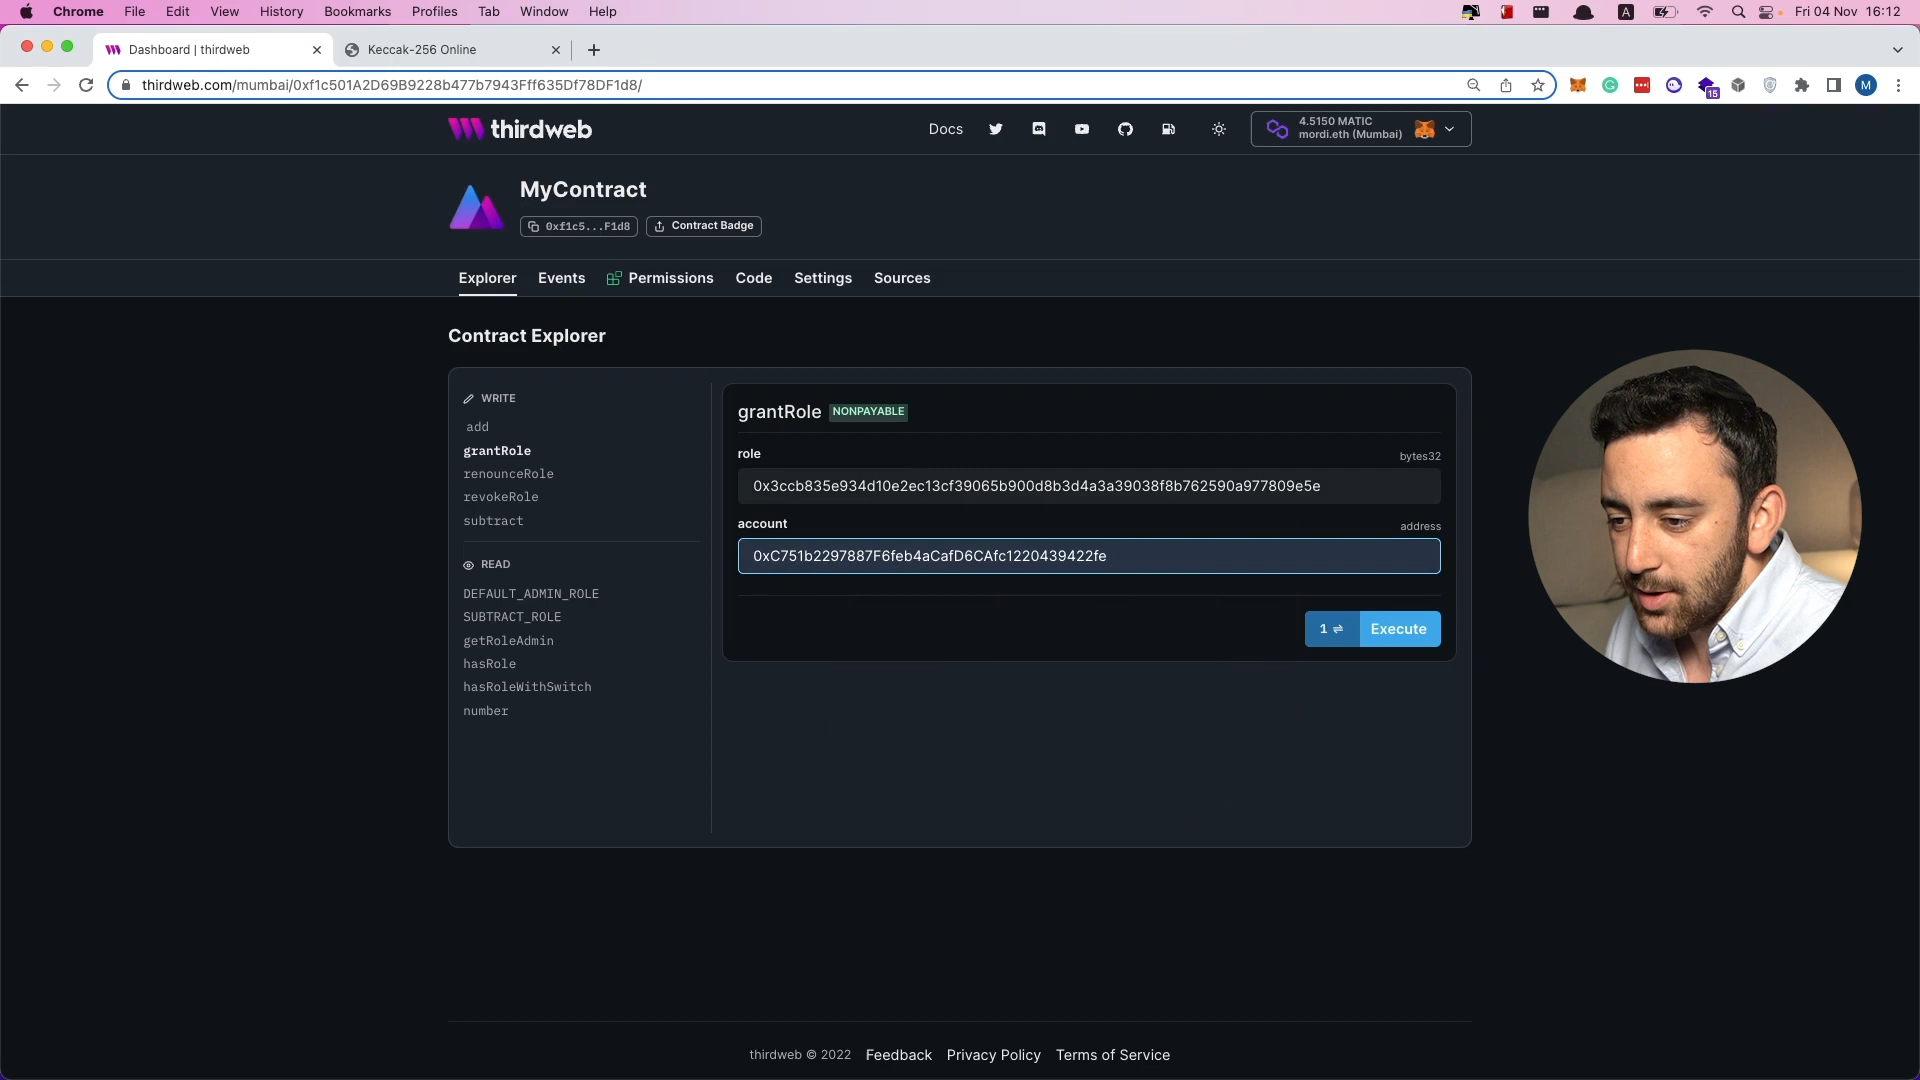 Chrome File Edit View History Bookmarks Profiles Tab Window Help A Fri 04 Nov 16:12
Dashboard | thirdweb Keccak-256 Online
thirdweb.com/mumbai/0xf1c501A2D69B9228b477b7943Fff635Df78DF1d8/ 15 M
thirdweb Docs 4.5150 MATIC
mordi.eth (Mumbai)
MyContract
0xf1c5...F1d8 Contract Badge
Explorer Events Permissions Code Settings Sources
Contract Explorer
WRITE
add
grantRole
renounceRole
revokeRole
subtract
READ
DEFAULT_ADMIN_ROLE
SUBTRACT_ROLE
getRoleAdmin
hasRole
hasRoleWithSwitch
number
grantRole NONPAYABLE
role bytes32
0x3ccb835e934d10e2ec13cf39065b900d8b3d4a3a39038f8b762590a977809e5e
account address
0xC751b2297887F6feb4aCafD6CAfc1220439422fe
1 ⇌ Execute
thirdweb © 2022 Feedback Privacy Policy Terms of Service